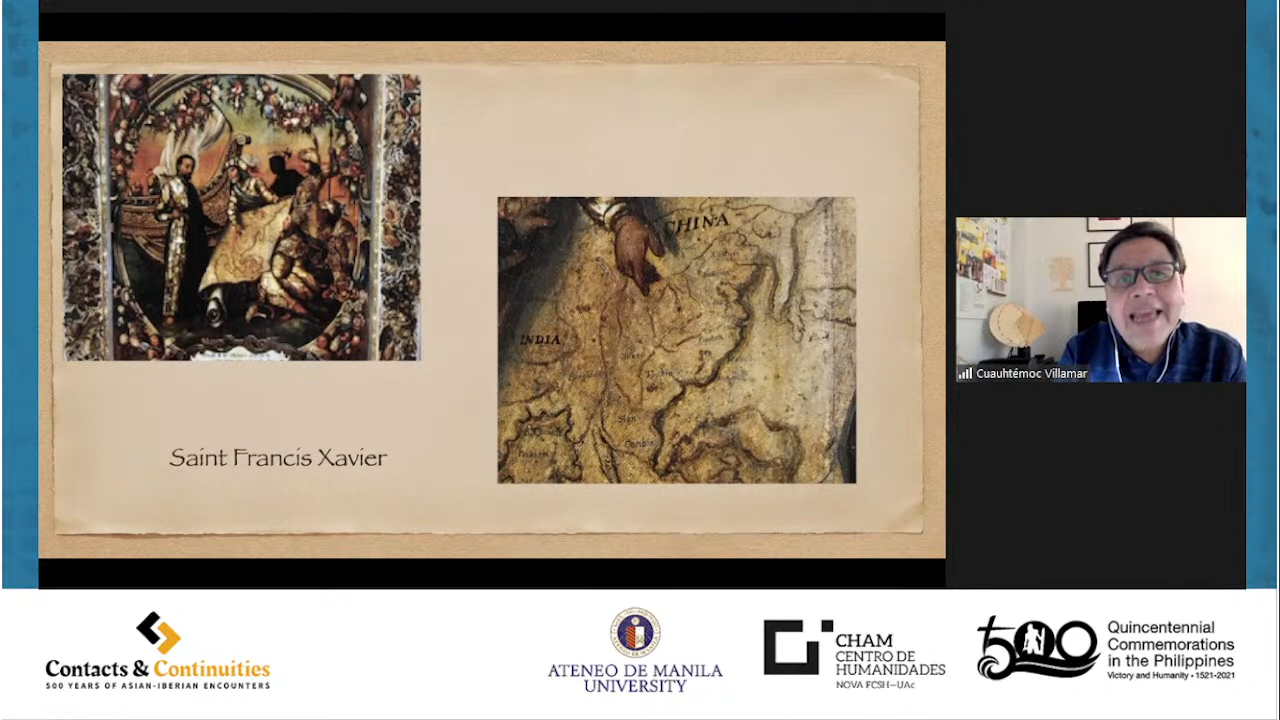 CHINA
INDIA
Saint Francis Xavier
Cuauhtémoc Villamar
Contacts & Continuities
500 YEARS OF ASIAN-IBERIAN ENCOUNTERS
ATENEO DE MANILA
UNIVERSITY
CHAM
CENTRO DE
HUMANIDADES
NOVA FCSH—UAc
500
Quincentennial
Commemorations
in the Philippines
Victory and Humanity • 1521-2021